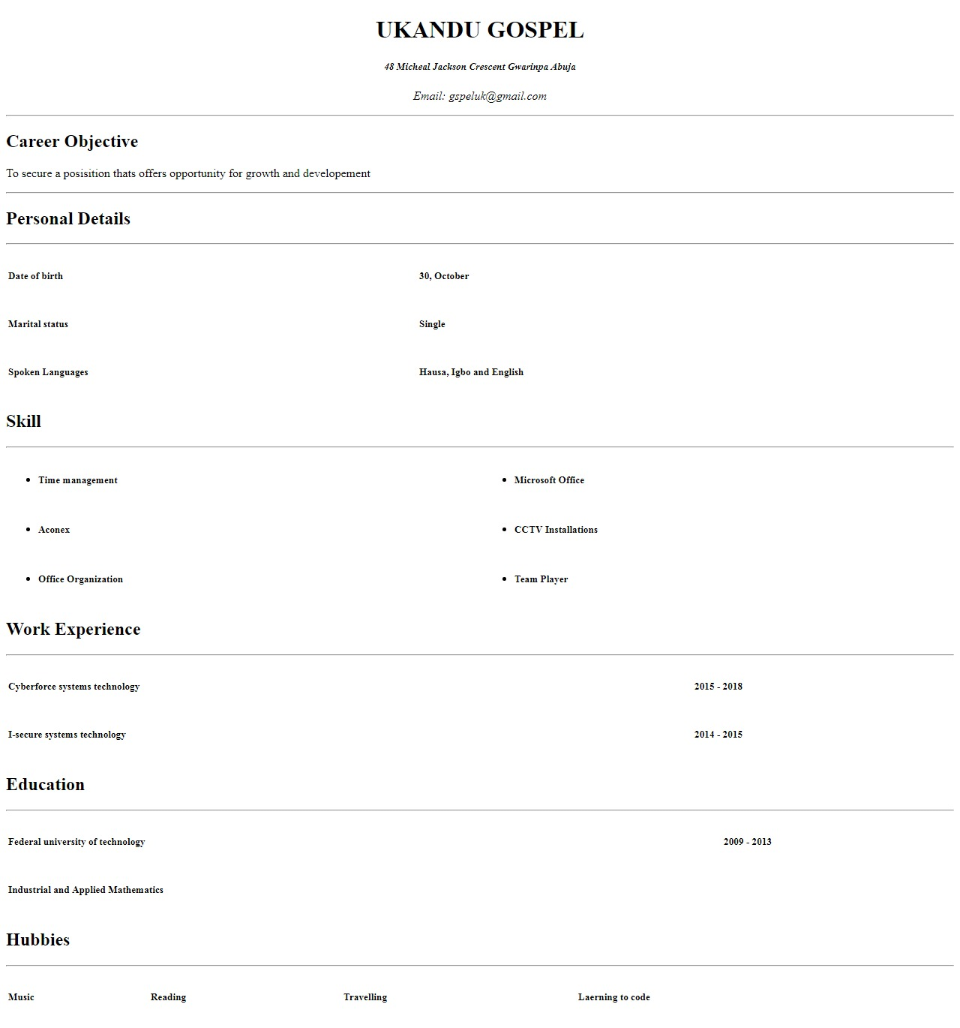 UKANDU GOSPEL
48 Micheal Jackson Crescent Gwarinpa Abuja
Email: gspeluk@gmail.com
Career Objective
To secure a posisition thats offers opportunity for growth and developement
Personal Details
Date of birth 30, October
Marital status Single
Spoken Languages Hausa, Igbo and English
Skill
• Time management • Microsoft Office
• Aconex • CCTV Installations
• Office Organization • Team Player
Work Experience
Cyberforce systems technology 2015 - 2018
I-secure systems technology 2014 - 2015
Education
Federal university of technology 2009 - 2013
Industrial and Applied Mathematics
Hubbies
Music Reading Travelling Laerning to code